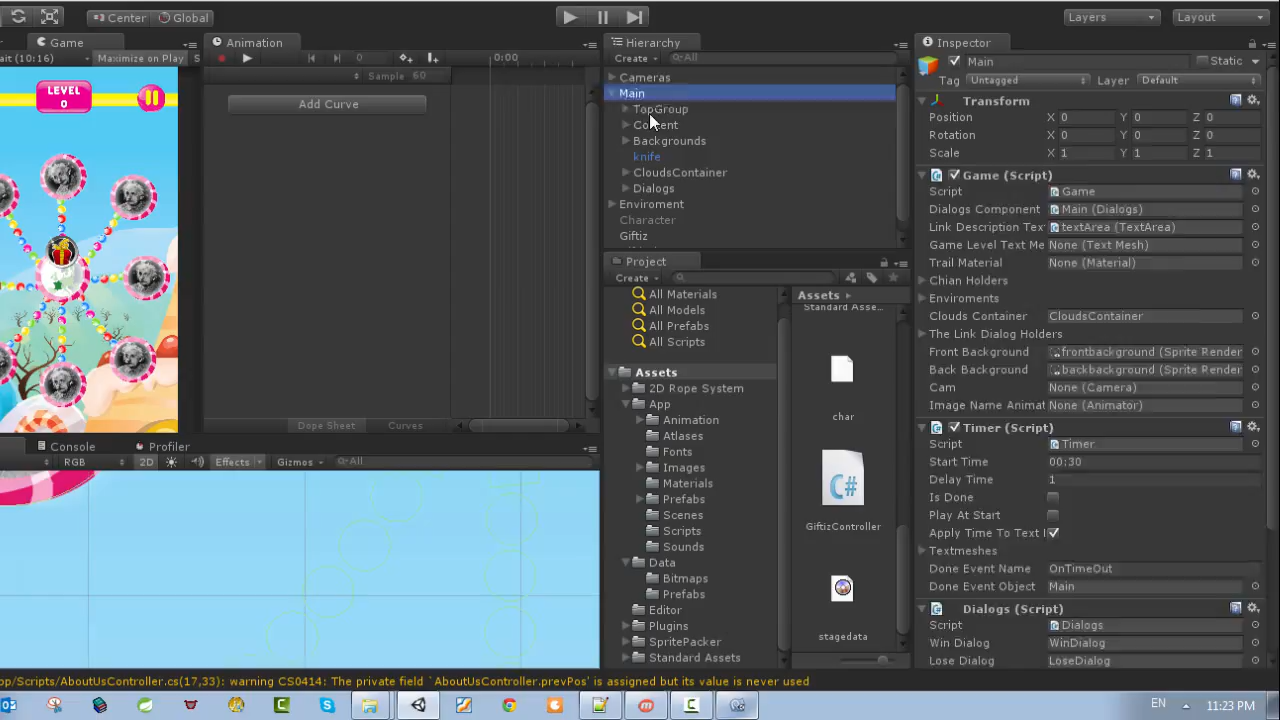 Center
Global
Layers
Layout
Game
ait (10:16)
Maximize on Play
S
LEVEL
0
Animation
0
0:00
Sample 60
Add Curve
Dope Sheet
Curves
Hierarchy
Create
All
Cameras
Main
TopGroup
Content
Backgrounds
knife
CloudsContainer
Dialogs
Enviroment
Character
Giftiz
Project
Create
All Materials
All Models
All Prefabs
All Scripts
Assets
2D Rope System
App
Animation
Atlases
Fonts
Images
Materials
Prefabs
Scenes
Scripts
Sounds
Data
Bitmaps
Prefabs
Editor
Plugins
SpritePacker
Standard Assets
Assets
Standard Asse...
char
C#
GiftizController
stagedata
Inspector
Main
Static
Tag Untagged Layer Default
Transform
Position X 0 Y 0 Z 0
Rotation X 0 Y 0 Z 0
Scale X 1 Y 1 Z 1
Game (Script)
Script Game
Dialogs Component Main (Dialogs)
Link Description Tex textArea (TextArea)
Game Level Text Me None (Text Mesh)
Trail Material None (Material)
Chian Holders
Enviroments
Clouds Container CloudsContainer
The Link Dialog Holders
Front Background frontbackground (Sprite Render
Back Background backbackground (Sprite Render
Cam None (Camera)
Image Name Animat None (Animator)
Timer (Script)
Script Timer
Start Time 00:30
Delay Time 1
Is Done
Play At Start
Apply Time To Text I
Textmeshes
Done Event Name OnTimeOut
Done Event Object Main
Dialogs (Script)
Script Dialogs
Win Dialog WinDialog
Lose Dialog LoseDialog
Console
Profiler
RGB
2D
Effects
Gizmos
All
pp/Scripts/AboutUsController.cs(17,33): warning CS0414: The private field `AboutUsController.prevPos' is assigned but its value is never used
EN
11:23 PM